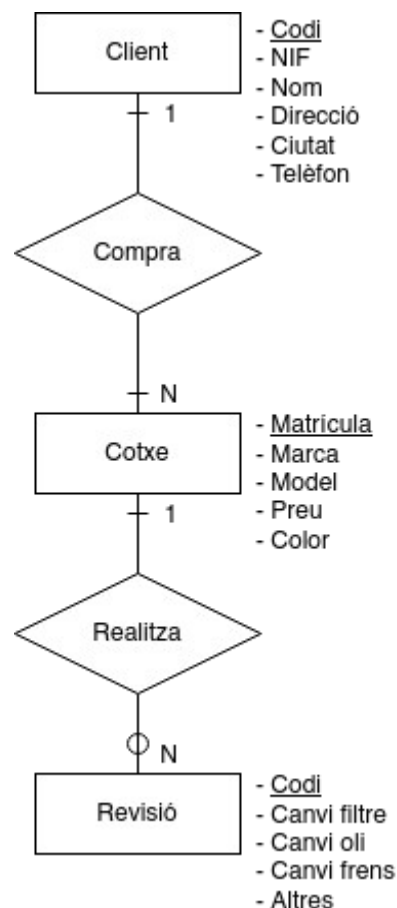 Client
- Codi
- NIF
- Nom
- Direcció
- Ciutat
- Telèfon
1
Compra
N
Cotxe
- Matrícula
- Marca
- Model
- Preu
- Color
1
Realitza
N
Revisió
- Codi
- Canvi filtre
- Canvi oli
- Canvi frens
- Altres